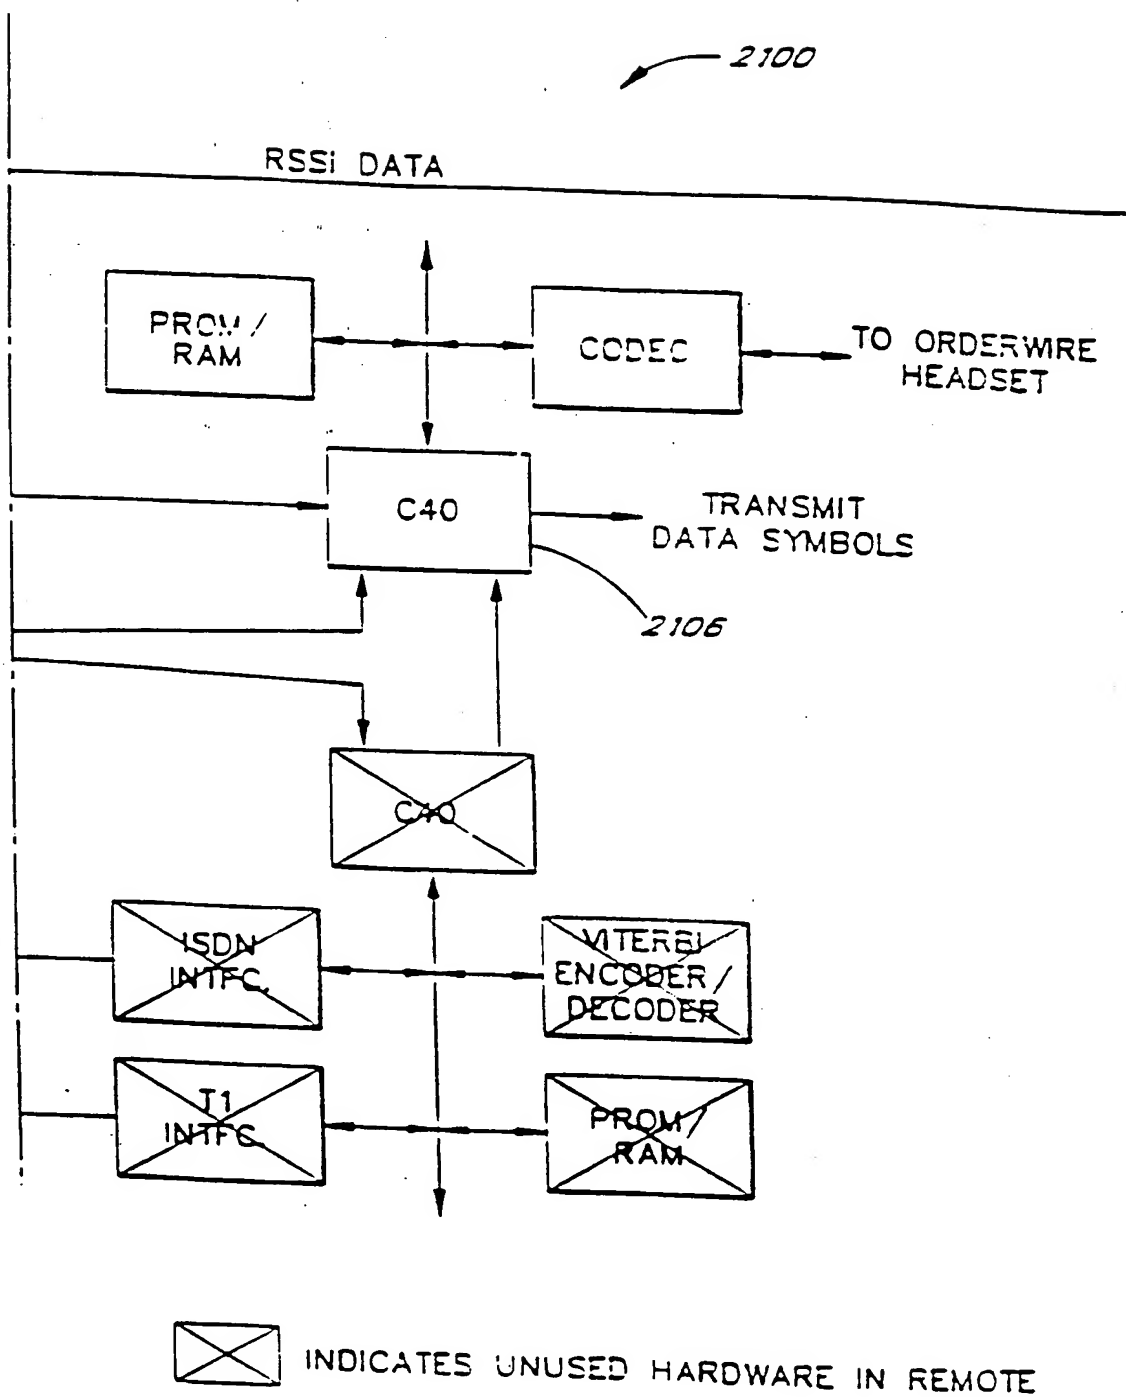 2100
RSSi DATA
PROM /
RAM
CODEC
TO ORDERWIRE
HEADSET
C40
TRANSMIT
DATA SYMBOLS
2106
C40
ISDN
INTFC.
VITERBI
ENCODER /
DECODER
T1
INTFC.
PROM /
RAM
INDICATES UNUSED HARDWARE IN REMOTE